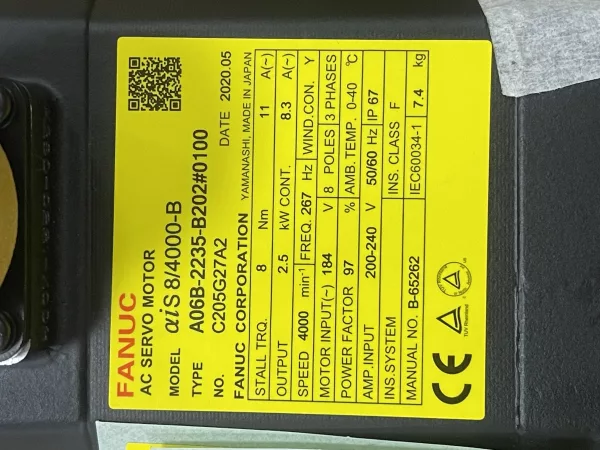 FANUC
AC SERVO MOTOR
MODEL αiS 8/4000-B
TYPE A06B-2235-B202#0100
NO. C205G27A2 DATE 2020.05
FANUC CORPORATION YAMANASHI, MADE IN JAPAN
STALL TRQ. 8 Nm 11 A(~)
OUTPUT 2.5 kW CONT. 8.3 A(~)
SPEED 4000 min⁻¹ FREQ. 267 Hz WIND.CON. Y
MOTOR INPUT(~) 184 V 8 POLES 3 PHASES
POWER FACTOR 97 % AMB.TEMP. 0-40 ℃
AMP.INPUT 200-240 V 50/60 Hz IP 67
INS.SYSTEM INS. CLASS F
MANUAL NO. B-65262 IEC60034-1 7.4 kg
CE
TÜV Rheinland